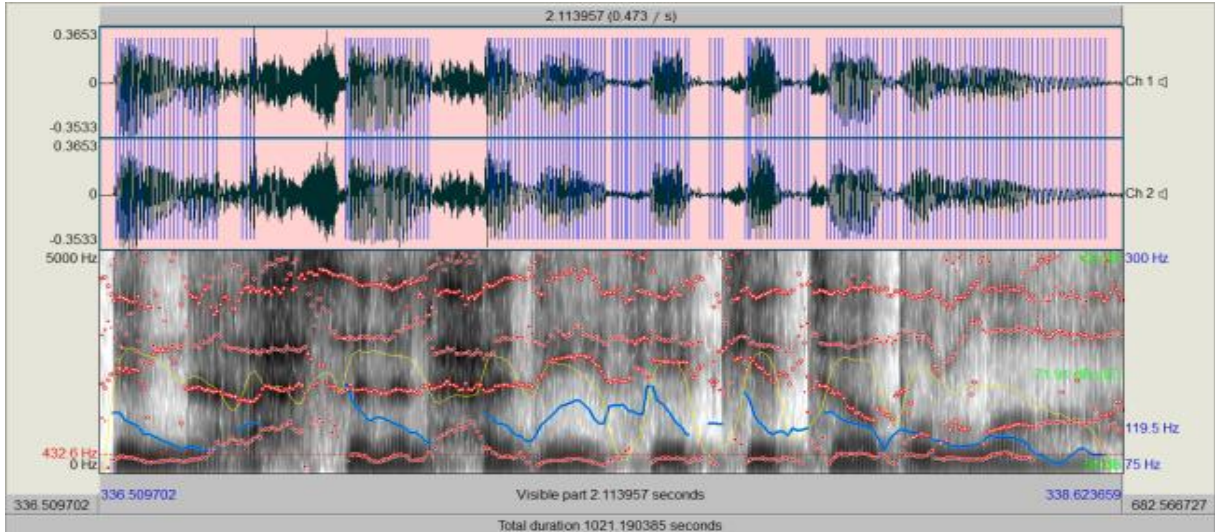 2.113957 (0.473 / s)
0.3653
0
-0.3533
Ch 1
0.3653
0
-0.3533
Ch 2
5000 Hz
300 Hz
432.6 Hz
119.5 Hz
0 Hz
75 Hz
336.509702
336.509702
Visible part 2.113957 seconds
338.623659
682.566727
Total duration 1021.190385 seconds